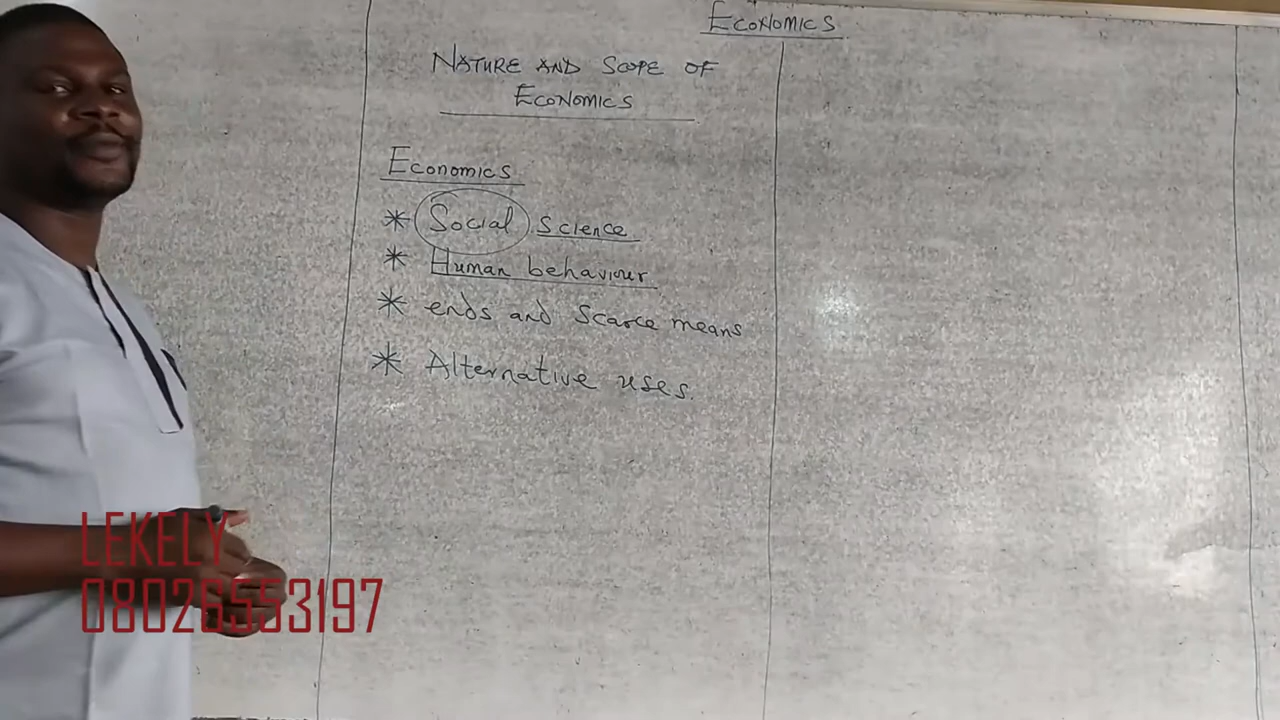 Economics
Nature and Scope of
Economics
Economics
* Social Science
* Human behaviour
* ends and Scarce means
* Alternative uses.
LEKELY
08026553197